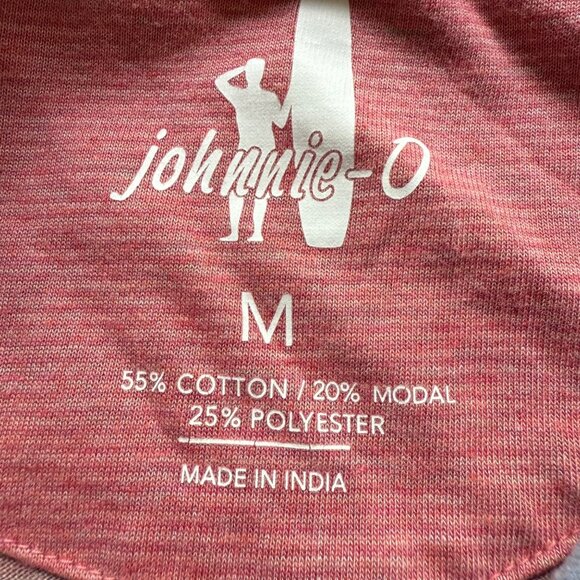 johnnie-O
M
55% COTTON / 20% MODAL
25% POLYESTER
MADE IN INDIA